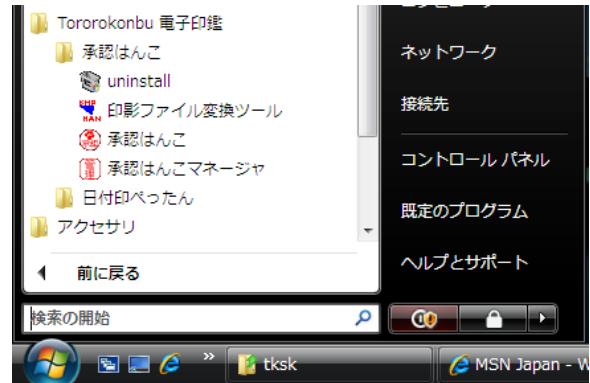 Tororokonbu 電子印鑑
承認はんこ
uninstall
印影ファイル変換ツール
承認はんこ
承認はんこマネージャ
日付印ぺったん
アクセサリ
前に戻る
検索の開始
ネットワーク
接続先
コントロール パネル
既定のプログラム
ヘルプとサポート
tksk
MSN Japan - W